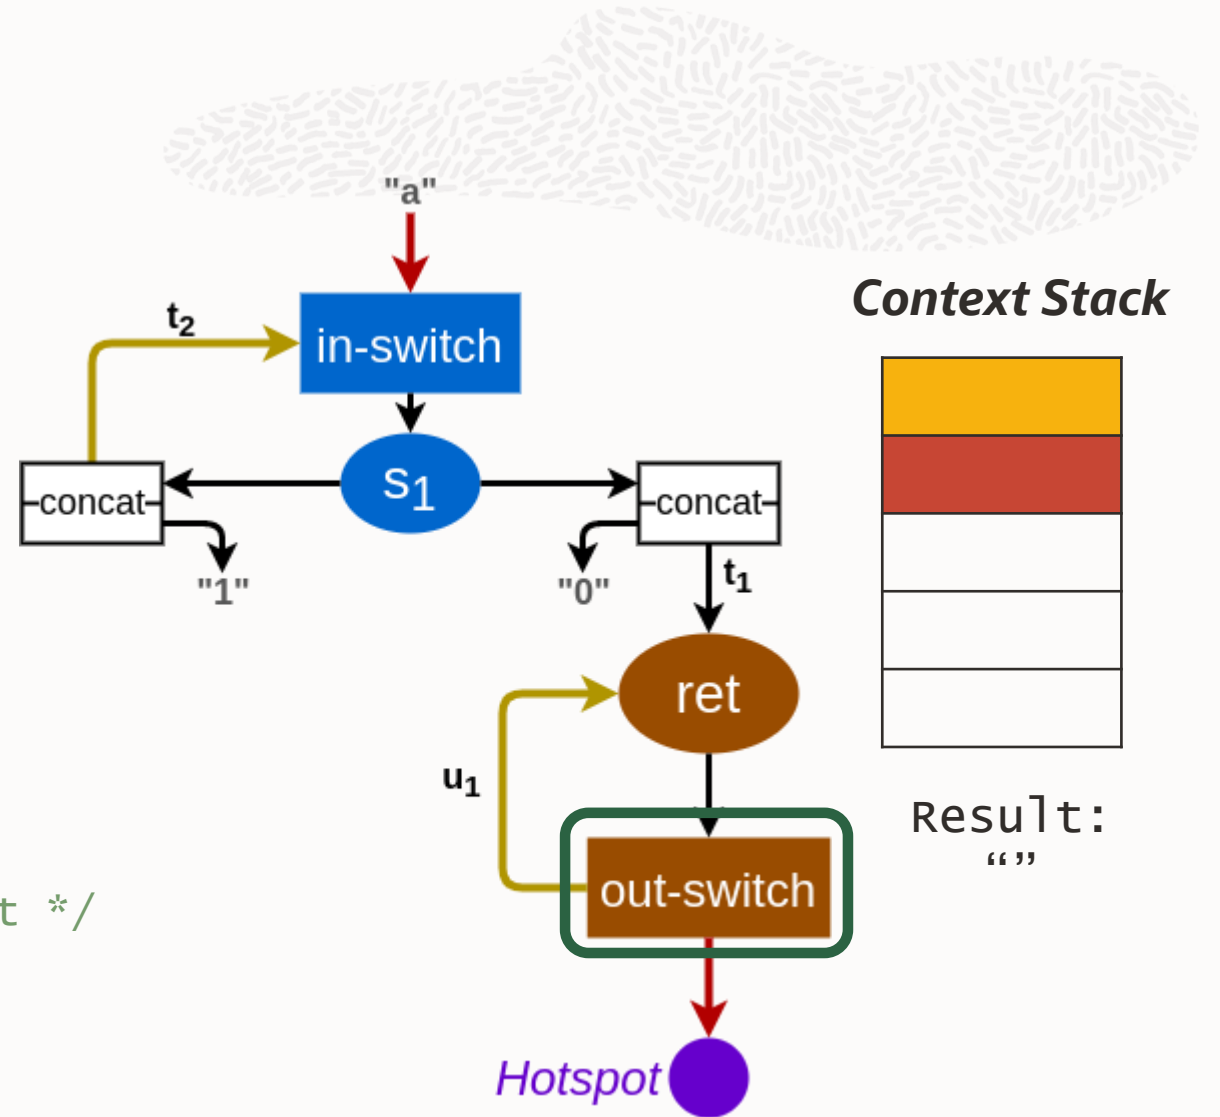 "a"
Context Stack
t2
in-switch
s1
concat
concat
"1"
"0"
t1
ret
u1
Result:
“”
out-switch
t */
Hotspot